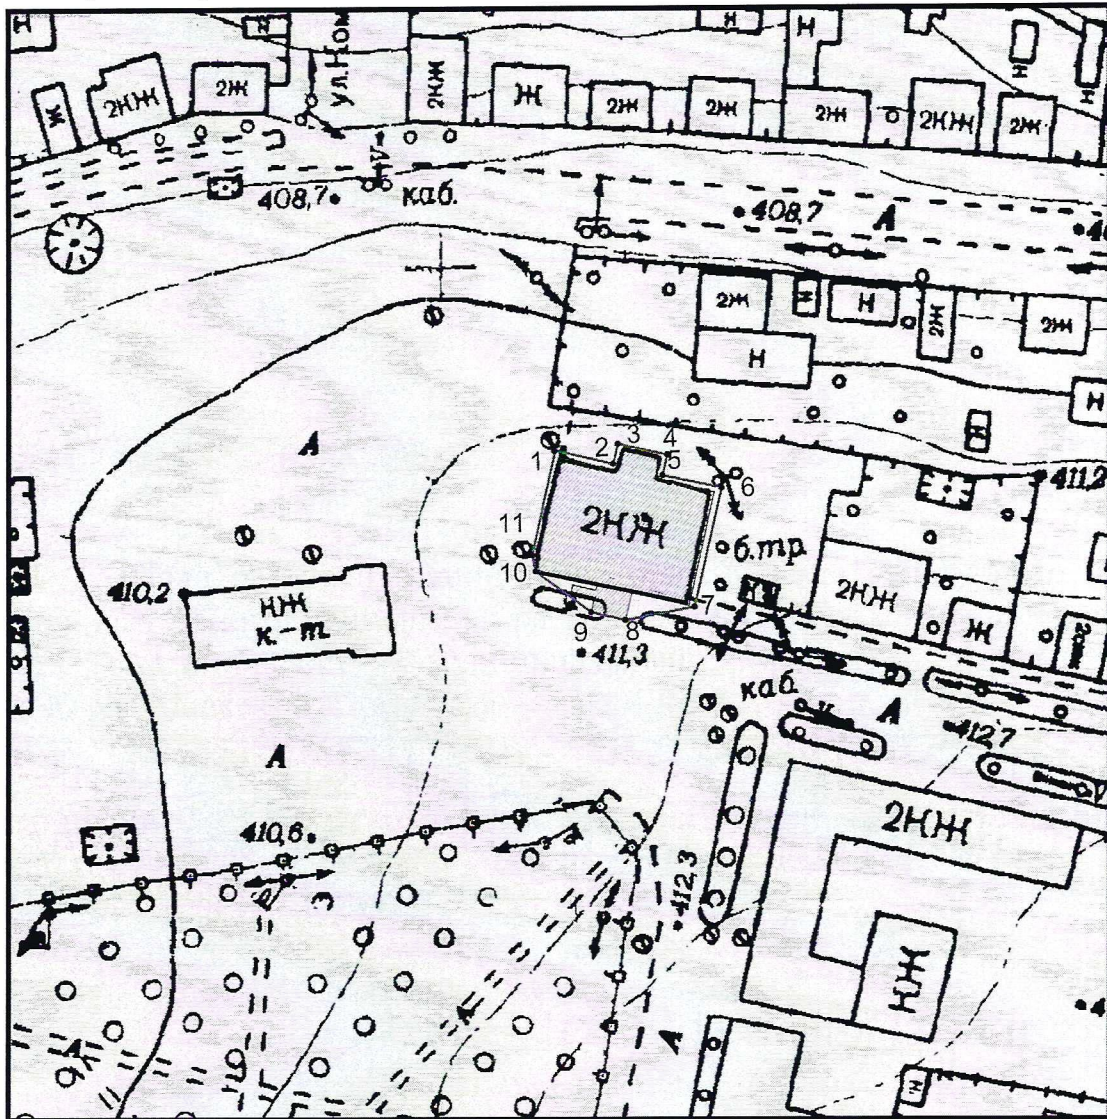 Н
Н
Ж
2НЖ
2Ж
ул. Ком
2НЖ
Ж
2Ж
2Ж
2Ж
2НЖ
2Ж
Н
Н
Н
Н
408,7
каб.
408,7
А
2Ж
Н
Н
2Ж
2Ж
Н
Н
Н
А
1
2
3
4
5
6
7
8
9
10
11
2НЖ
б.тр.
411,2
410,2
НЖ
к.-т
411,3
2НЖ
Ж
каб.
А
412,7
А
410,6
412,3
2НЖ
НЖ
А
А
А
Н